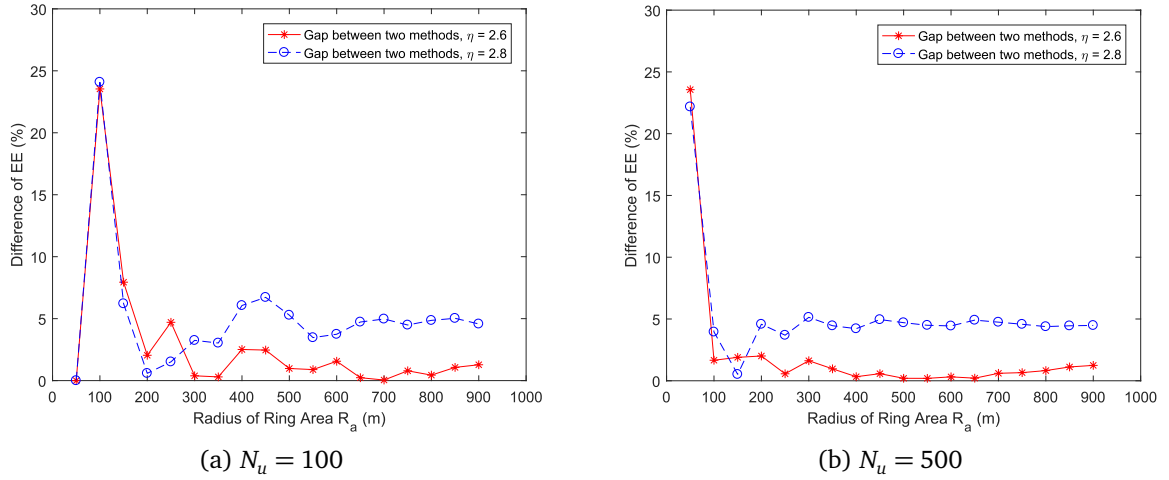 30
25
20
15
10
5
0
Difference of EE (%)
Gap between two methods, η = 2.6
Gap between two methods, η = 2.8
0 100 200 300 400 500 600 700 800 900 1000
Radius of Ring Area R_a (m)
(a) N_u = 100
30
25
20
15
10
5
0
Difference of EE (%)
Gap between two methods, η = 2.6
Gap between two methods, η = 2.8
0 100 200 300 400 500 600 700 800 900 1000
Radius of Ring Area R_a (m)
(b) N_u = 500